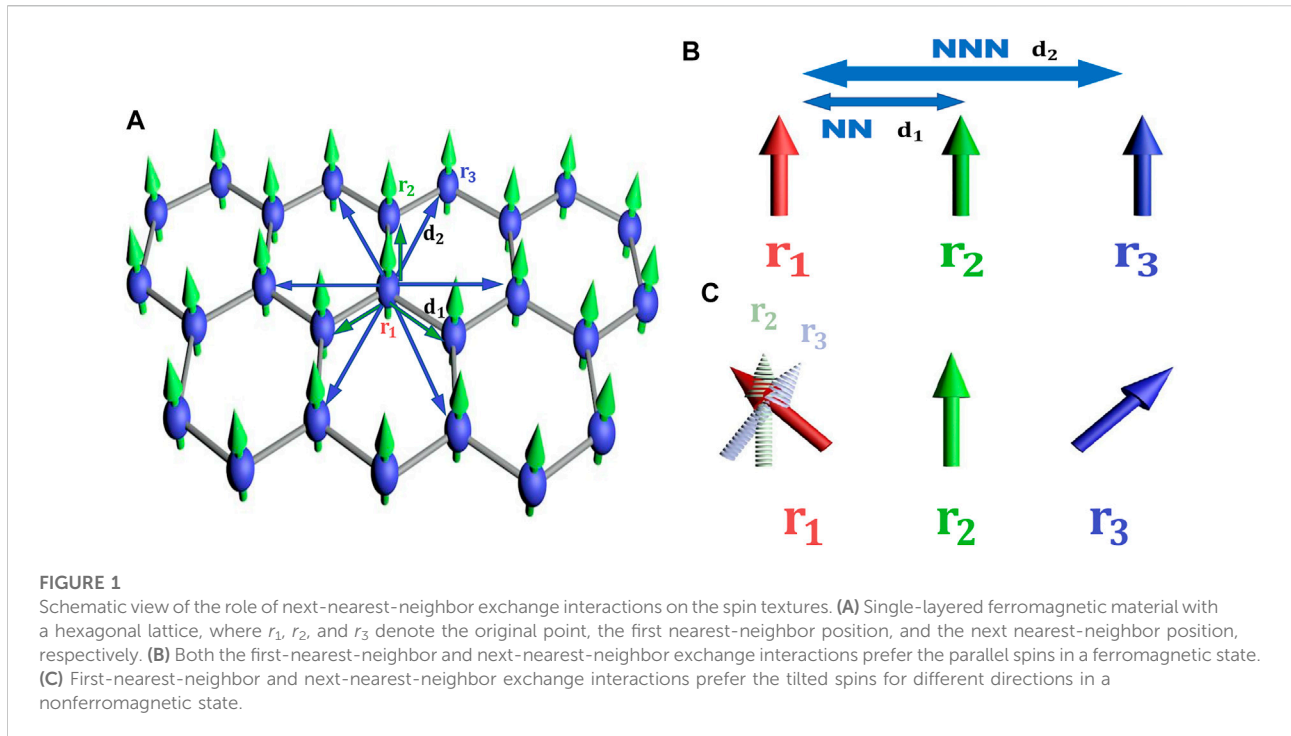 A
r₂
r₃
d₂
d₁
r₁
B
NNN d₂
NN d₁
r₁ r₂ r₃
C
r₂
r₃
r₁ r₂ r₃
FIGURE 1
Schematic view of the role of next-nearest-neighbor exchange interactions on the spin textures. (A) Single-layered ferromagnetic material with
a hexagonal lattice, where r₁, r₂, and r₃ denote the original point, the first nearest-neighbor position, and the next nearest-neighbor position,
respectively. (B) Both the first-nearest-neighbor and next-nearest-neighbor exchange interactions prefer the parallel spins in a ferromagnetic state.
(C) First-nearest-neighbor and next-nearest-neighbor exchange interactions prefer the tilted spins for different directions in a
nonferromagnetic state.